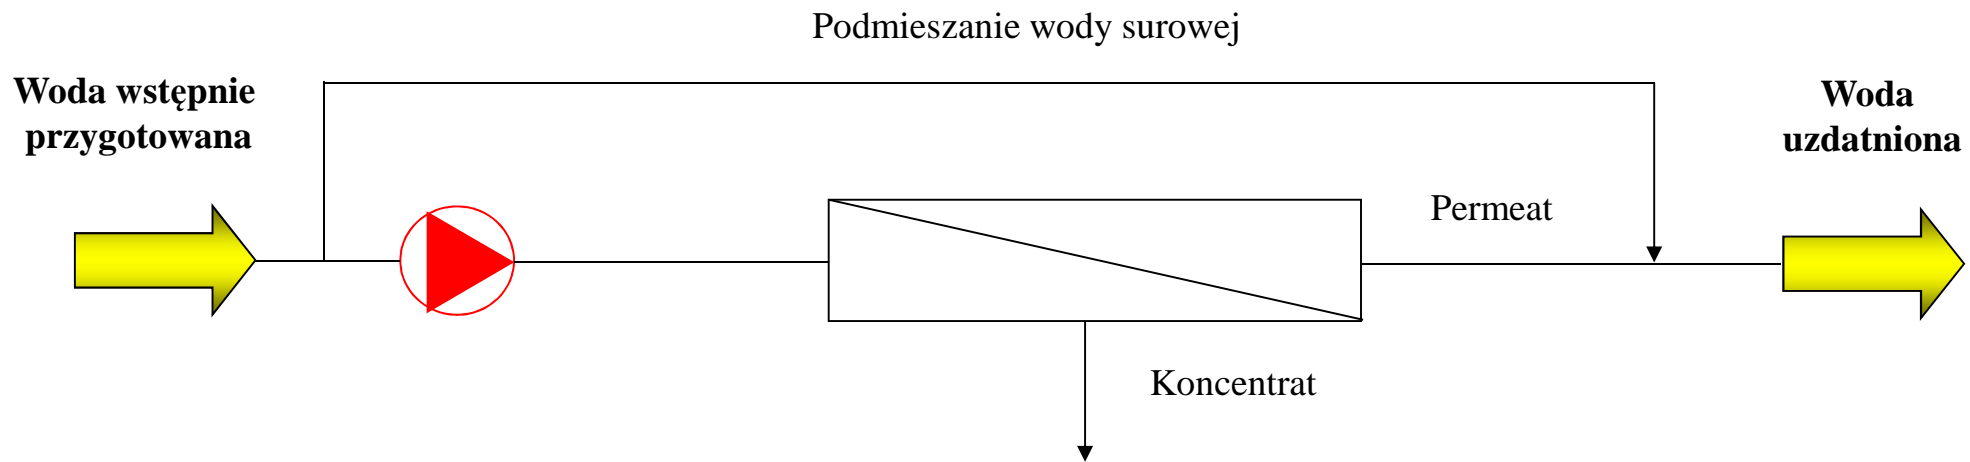 Podmieszanie wody surowej
Woda wstępnie
przygotowana
Woda
uzdatniona
Permeat
Koncentrat